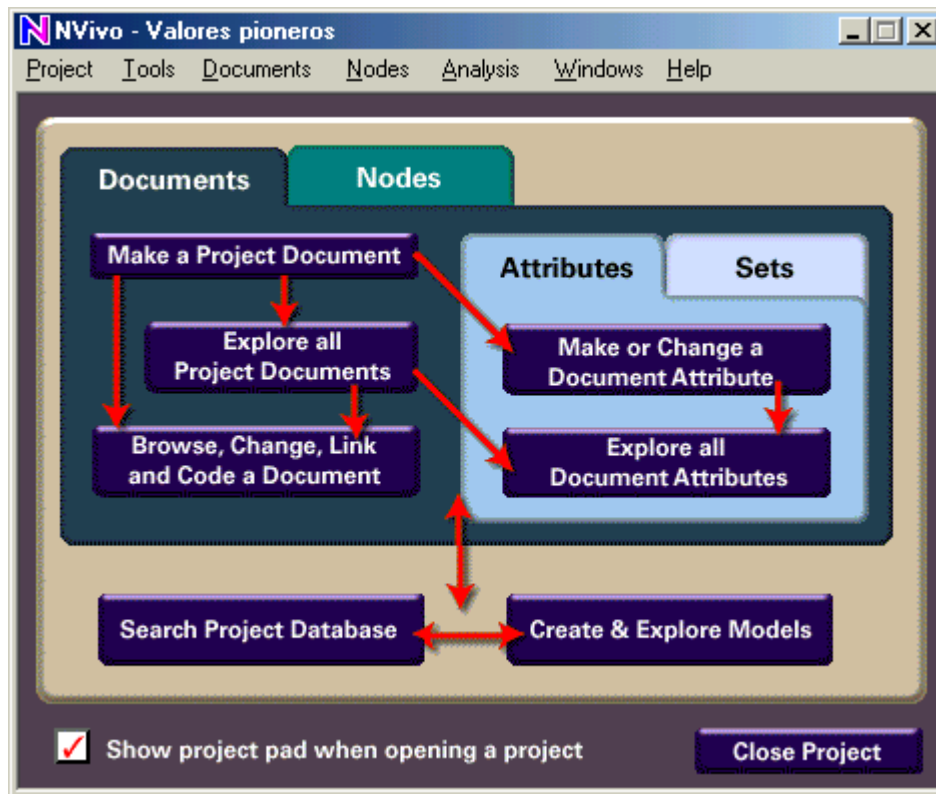 NVivo - Valores pioneros
Project Tools Documents Nodes Analysis Windows Help
Documents
Nodes
Make a Project Document
Explore all
Project Documents
Browse, Change, Link
and Code a Document
Attributes
Sets
Make or Change a
Document Attribute
Explore all
Document Attributes
Search Project Database
Create & Explore Models
Show project pad when opening a project
Close Project